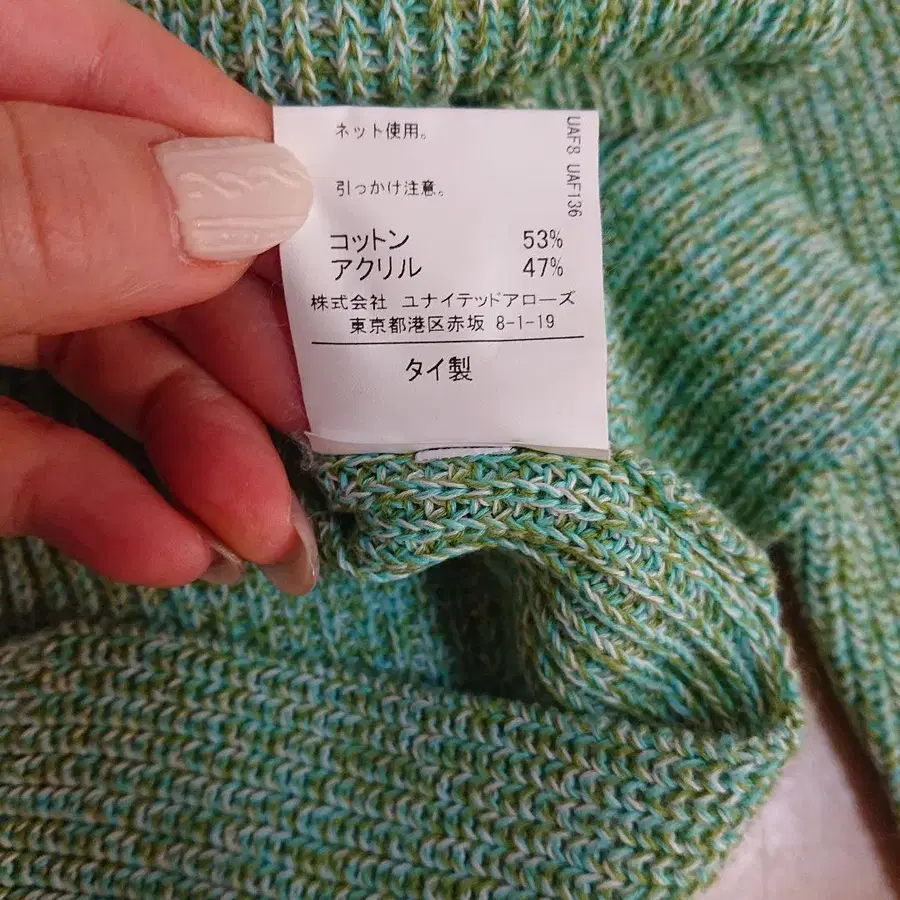 ネット使用。
引っかけ注意。
コットン 53%
アクリル 47%
株式会社 ユナイテッドアローズ
東京都港区赤坂 8-1-19
タイ製
UAF8 UAF136